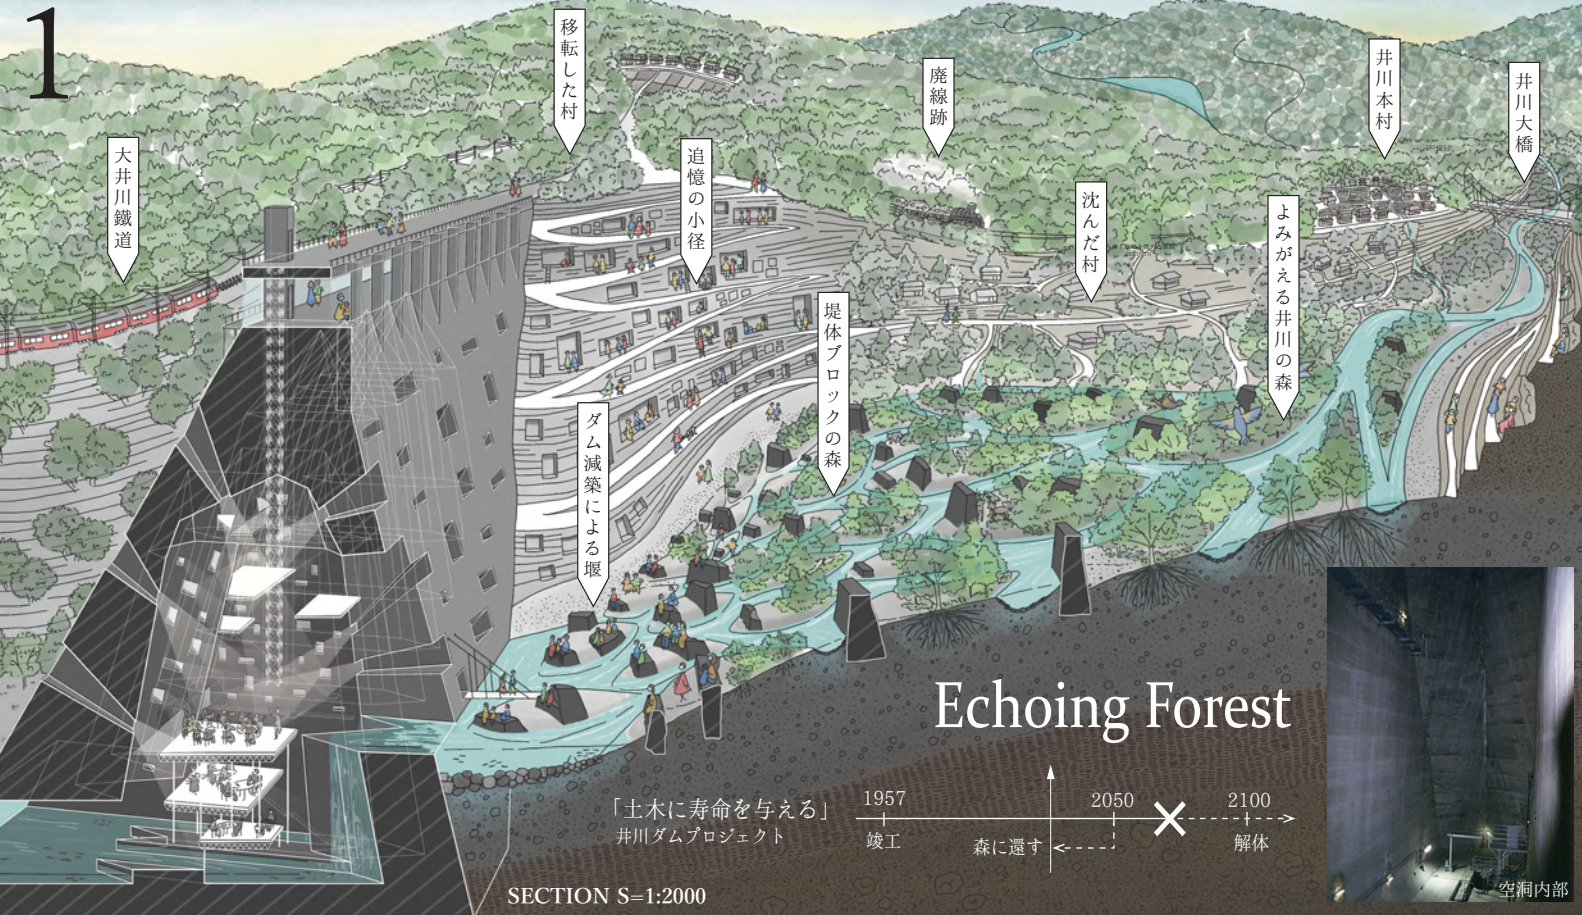 1
移転した村
廃線跡
井川本村
井川大橋
大井川鐵道
追憶の小径
沈んだ村
よみがえる井川の森
堤体ブロックの森
ダム減築による堰
Echoing Forest
「土木に寿命を与える」
井川ダムプロジェクト
1957
竣工
2050
森に還す
2100
解体
SECTION S=1:2000
空洞内部